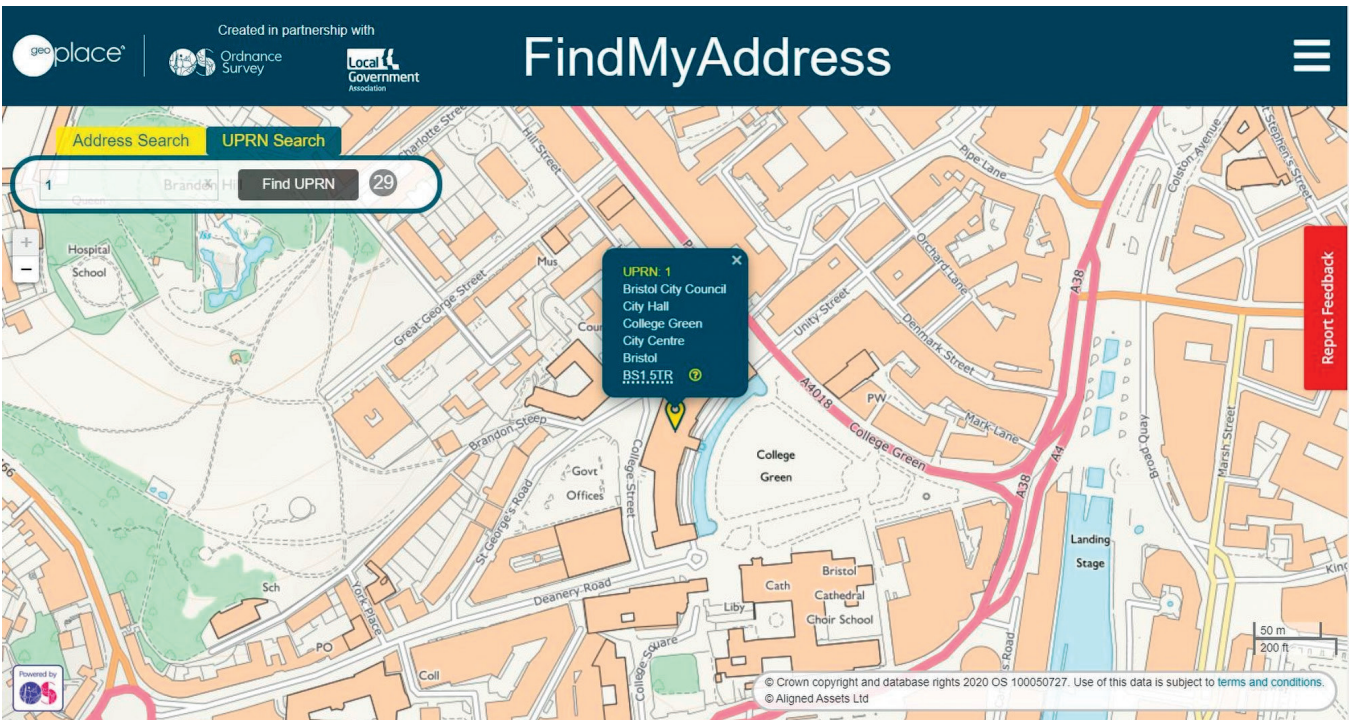 geoplace
Created in partnership with
Ordnance
Survey
Local
Government
Association
FindMyAddress
Address Search
UPRN Search
1
x
Find UPRN
29
Brandon Hill
Queen
+
−
Hospital
School
Charlotte Street
Hill Street
Pipe Lane
Colston Avenue
St Stephen's Street
Mus
Great George Street
Orchard Lane
Unity Street
Denmark Street
A38
Report Feedback
UPRN: 1
Bristol City Council
City Hall
College Green
City Centre
Bristol
BS1 5TR
?
A4018
College Green
PW
Mark Lane
Brandon Steep
College Street
Govt
Offices
College
Green
A38
A4
Broad Quay
Marsh Street
St George's Road
Landing
Stage
Sch
York Place
Deanery Road
Liby
Cath
Bristol
Cathedral
Choir School
PO
Coll
College Square
50 m
200 ft
Powered by
© Crown copyright and database rights 2020 OS 100050727. Use of this data is subject to terms and conditions.
© Aligned Assets Ltd